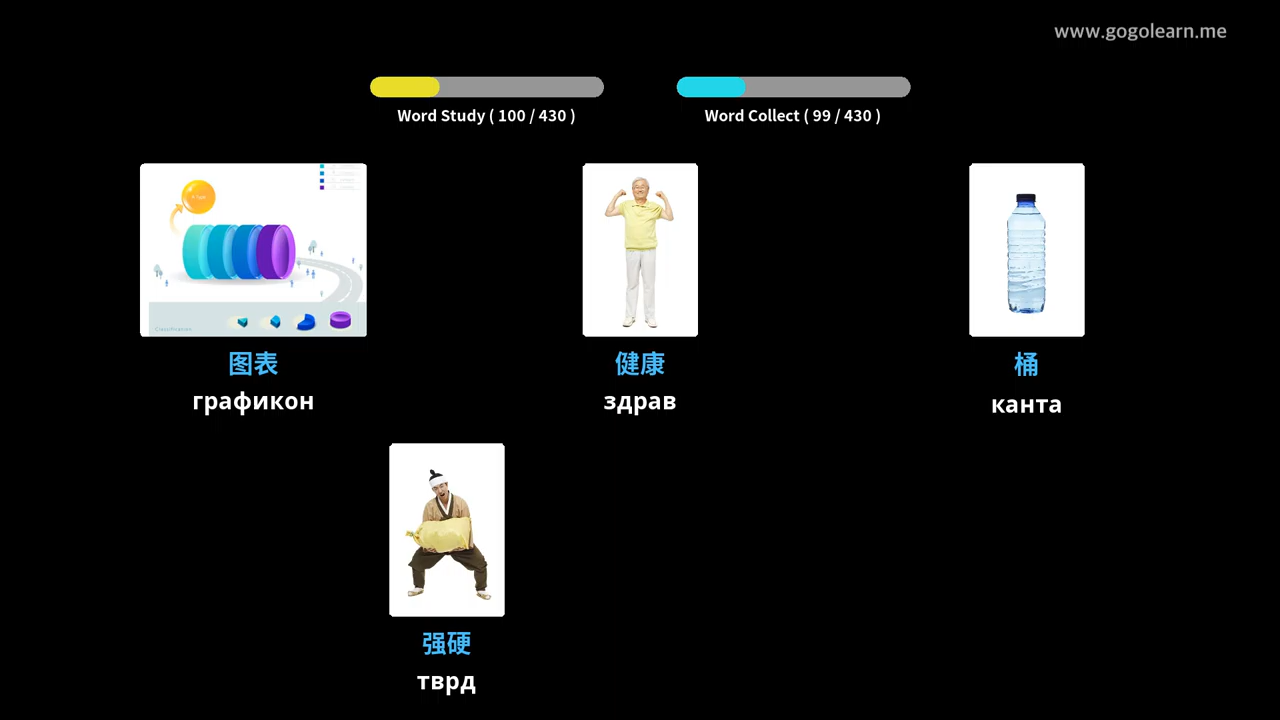 www.gogolearn.me
Word Study ( 100 / 430 )
Word Collect ( 99 / 430 )
图表
графикон
健康
здрав
桶
канта
强硬
тврд